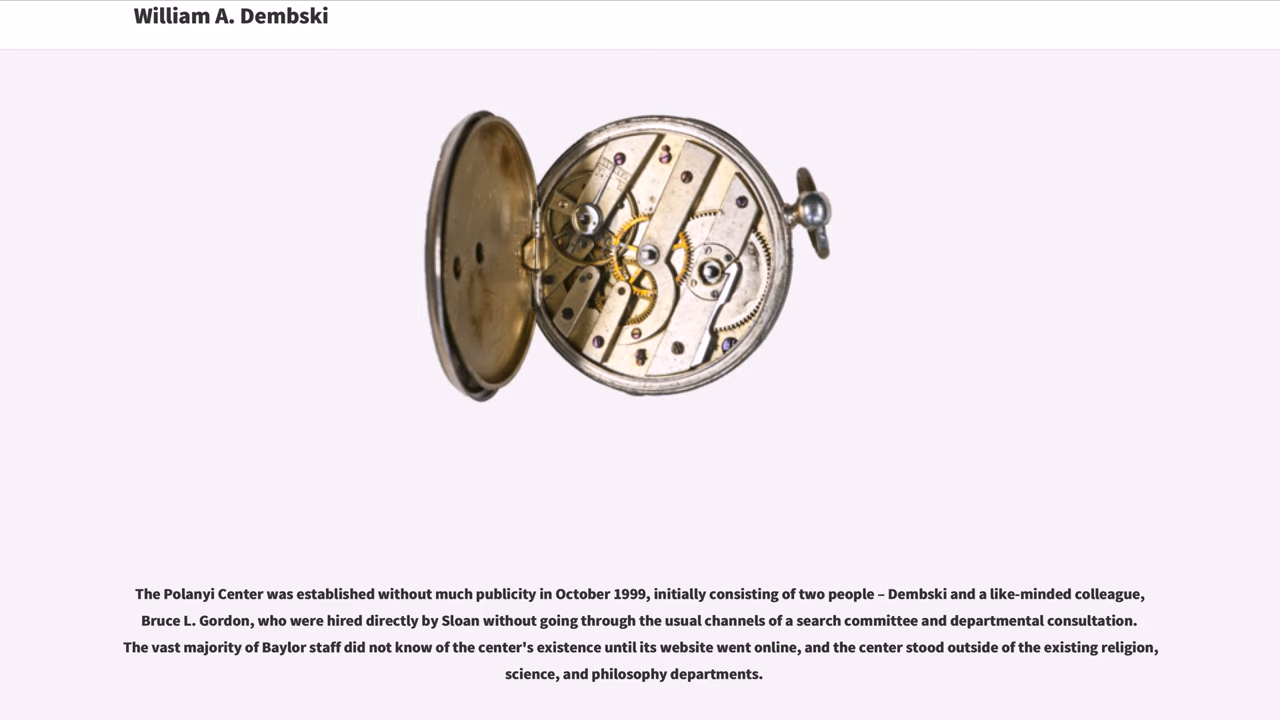 William A. Dembski
The Polanyi Center was established without much publicity in October 1999, initially consisting of two people – Dembski and a like-minded colleague,
Bruce L. Gordon, who were hired directly by Sloan without going through the usual channels of a search committee and departmental consultation.
The vast majority of Baylor staff did not know of the center's existence until its website went online, and the center stood outside of the existing religion,
science, and philosophy departments.